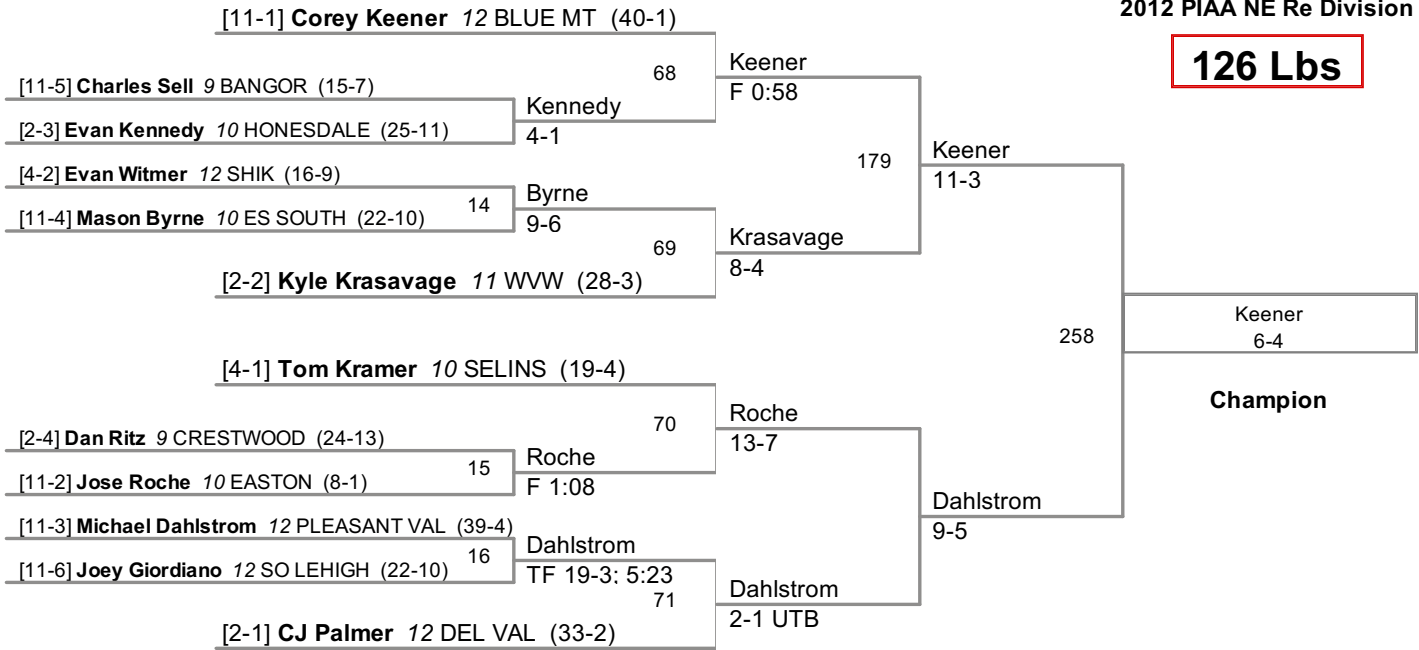 2012 PIAA NE Re Division
126 Lbs
[11-1] Corey Keener 12 BLUE MT (40-1)
68
Keener
F 0:58
[11-5] Charles Sell 9 BANGOR (15-7)
Kennedy
4-1
[2-3] Evan Kennedy 10 HONESDALE (25-11)
179
Keener
11-3
[4-2] Evan Witmer 12 SHIK (16-9)
14
Byrne
9-6
[11-4] Mason Byrne 10 ES SOUTH (22-10)
69
Krasavage
8-4
[2-2] Kyle Krasavage 11 WVW (28-3)
258
Keener
6-4
Champion
[4-1] Tom Kramer 10 SELINS (19-4)
70
Roche
13-7
[2-4] Dan Ritz 9 CRESTWOOD (24-13)
15
Roche
F 1:08
[11-2] Jose Roche 10 EASTON (8-1)
Dahlstrom
9-5
[11-3] Michael Dahlstrom 12 PLEASANT VAL (39-4)
16
Dahlstrom
TF 19-3; 5:23
[11-6] Joey Giordiano 12 SO LEHIGH (22-10)
71
Dahlstrom
2-1 UTB
[2-1] CJ Palmer 12 DEL VAL (33-2)